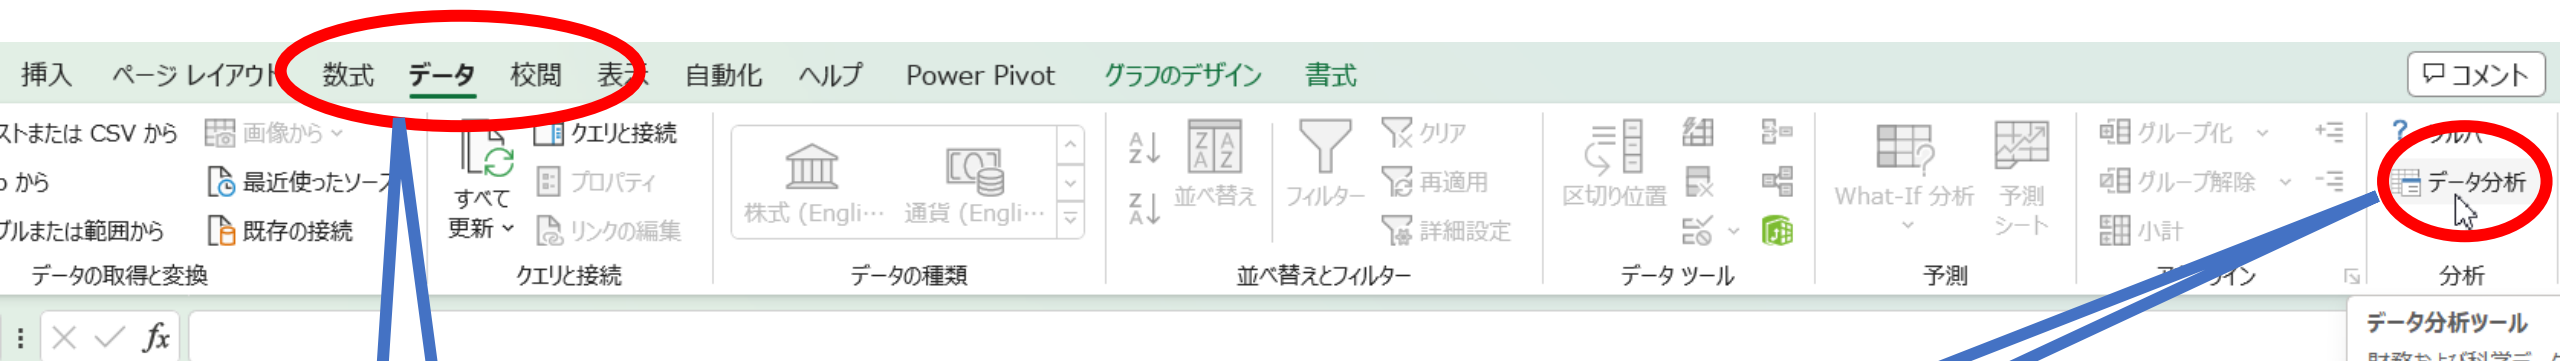 挿入 ページ レイアウト 数式 データ 校閲 表示 自動化 ヘルプ Power Pivot グラフのデザイン 書式 コメント
ストまたは CSV から 画像から クエリと接続 クリア グループ化
から 最近使ったソース プロパティ 再適用 グループ解除 データ分析
ブルまたは範囲から 既存の接続 すべて更新 リンクの編集 株式 (Engli… 通貨 (Engli… 並べ替え フィルター 詳細設定 区切り位置 What-If 分析 予測シート 小計
データの取得と変換 クエリと接続 データの種類 並べ替えとフィルター データ ツール 予測 分析
fx
データ分析ツール